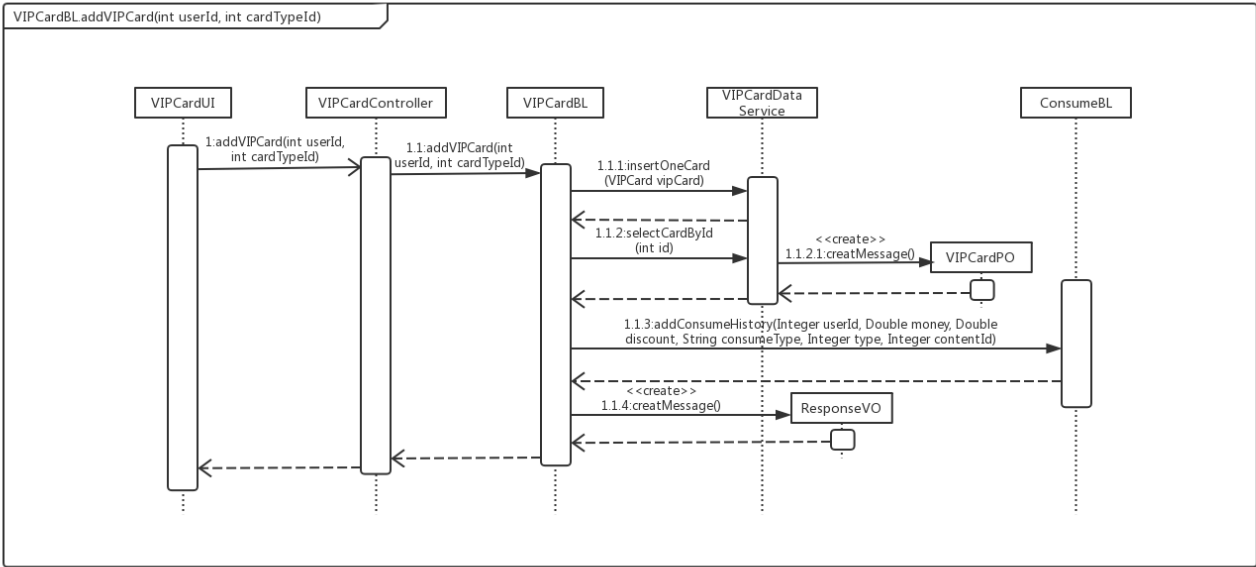 VIPCardBL.addVIPCard(int userId, int cardTypeId)
VIPCardUI
VIPCardController
VIPCardBL
VIPCardData
Service
ConsumeBL
1:addVIPCard(int userId,
int cardTypeId)
1.1:addVIPCard(int
userId, int cardTypeId)
1.1.1:insertOneCard
(VIPCard vipCard)
1.1.2:selectCardById
(int id)
<<create>>
1.1.2.1:creatMessage()
VIPCardPO
1.1.3:addConsumeHistory(Integer userId, Double money, Double
discount, String consumeType, Integer type, Integer contentId)
<<create>>
1.1.4:creatMessage()
ResponseVO